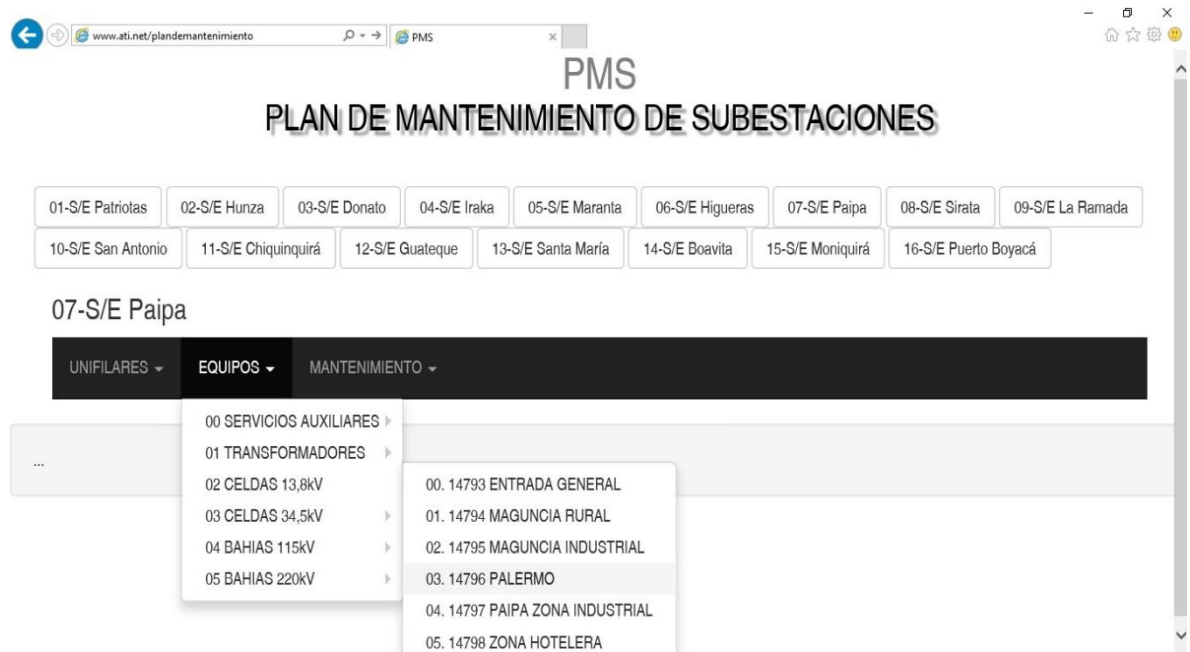 www.ati.net/plandemantenimiento
PMS
PMS
PLAN DE MANTENIMIENTO DE SUBESTACIONES
01-S/E Patriotas 02-S/E Hunza 03-S/E Donato 04-S/E Iraka 05-S/E Maranta 06-S/E Higueras 07-S/E Paipa 08-S/E Sirata 09-S/E La Ramada
10-S/E San Antonio 11-S/E Chiquinquirá 12-S/E Guateque 13-S/E Santa María 14-S/E Boavita 15-S/E Moniquirá 16-S/E Puerto Boyacá
07-S/E Paipa
UNIFILARES EQUIPOS MANTENIMIENTO
00 SERVICIOS AUXILIARES
01 TRANSFORMADORES
02 CELDAS 13,8kV
03 CELDAS 34,5kV
04 BAHIAS 115kV
05 BAHIAS 220kV
...
00. 14793 ENTRADA GENERAL
01. 14794 MAGUNCIA RURAL
02. 14795 MAGUNCIA INDUSTRIAL
03. 14796 PALERMO
04. 14797 PAIPA ZONA INDUSTRIAL
05. 14798 ZONA HOTELERA